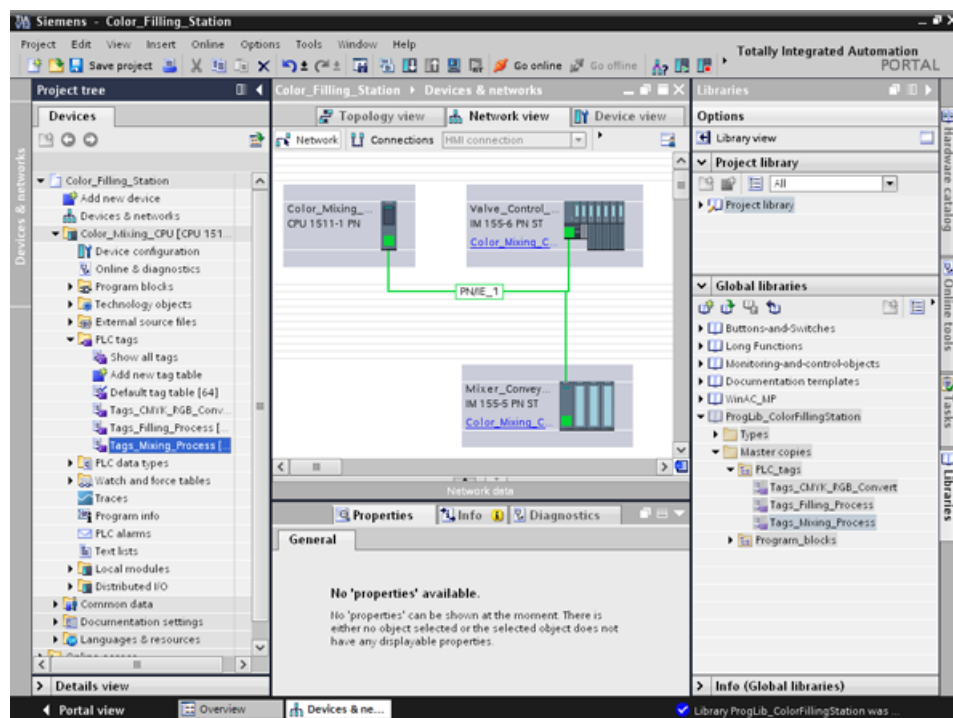 Siemens - Color_Filling_Station
Project Edit View Insert Online Options Tools Window Help
Totally Integrated Automation
PORTAL
Save project
Go online
Go offline
Project tree
Devices
Devices & networks
Color_Filling_Station
Add new device
Devices & networks
Color_Mixing_CPU [CPU 151...
Device configuration
Online & diagnostics
Program blocks
Technology objects
External source files
PLC tags
Show all tags
Add new tag table
Default tag table [64]
Tags_CMYK_RGB_Conv...
Tags_Filling_Process [...
Tags_Mixing_Process [...
PLC data types
Watch and force tables
Traces
Program info
PLC alarms
Text lists
Local modules
Distributed I/O
Common data
Documentation settings
Languages & resources
Details view
Color_Filling_Station Devices & networks
Topology view
Network view
Device view
Network
Connections
HMI connection
Color_Mixing_...
CPU 1511-1 PN
Valve_Control_...
IM 155-6 PN ST
Color_Mixing_C...
PN/IE_1
Mixer_Convey...
IM 155-5 PN ST
Color_Mixing_C...
Network data
Properties
Info
Diagnostics
General
No 'properties' available.
No 'properties' can be shown at the moment. There is
either no object selected or the selected object does not
have any displayable properties.
Libraries
Options
Library view
Project library
All
Project library
Global libraries
Buttons-and-Switches
Long Functions
Monitoring-and-control-objects
Documentation templates
WinAC_MP
ProgLib_ColorFillingStation
Types
Master copies
PLC_tags
Tags_CMYK_RGB_Convert
Tags_Filling_Process
Tags_Mixing_Process
Program_blocks
Info (Global libraries)
Hardware catalog
Online tools
Tasks
Libraries
Portal view
Overview
Devices & ne...
Library ProgLib_ColorFillingStation was ...